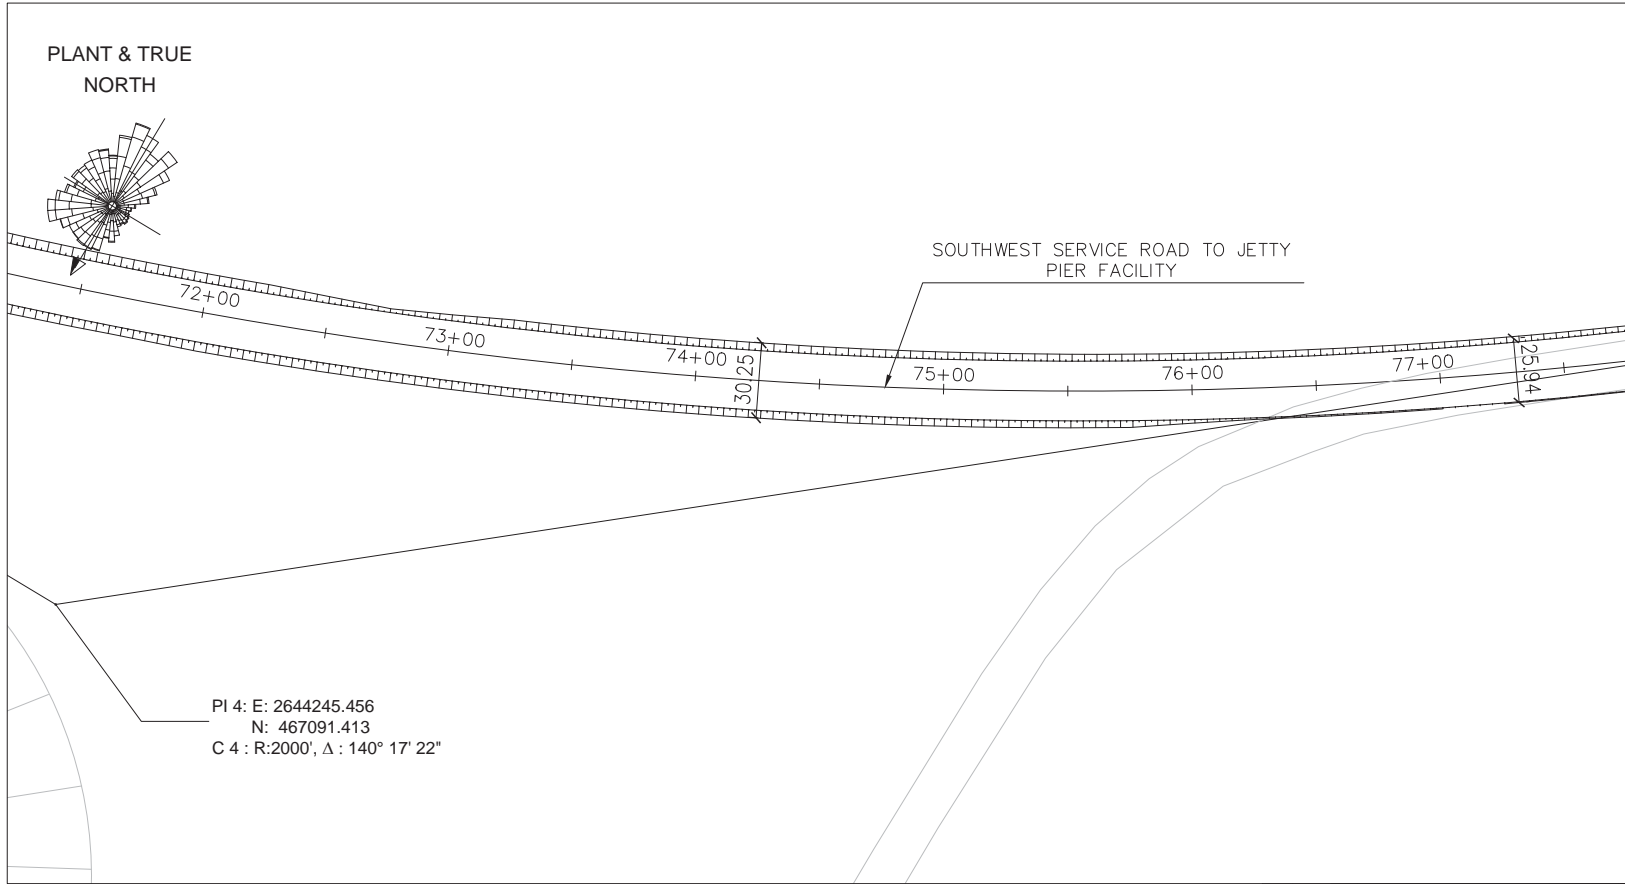 PLANT & TRUE
NORTH
SOUTHWEST SERVICE ROAD TO JETTY
PIER FACILITY
72+00
73+00
74+00
75+00
76+00
77+00
30.25
25.94
PI 4: E: 2644245.456
N: 467091.413
C 4 : R:2000', Δ : 140° 17' 22"